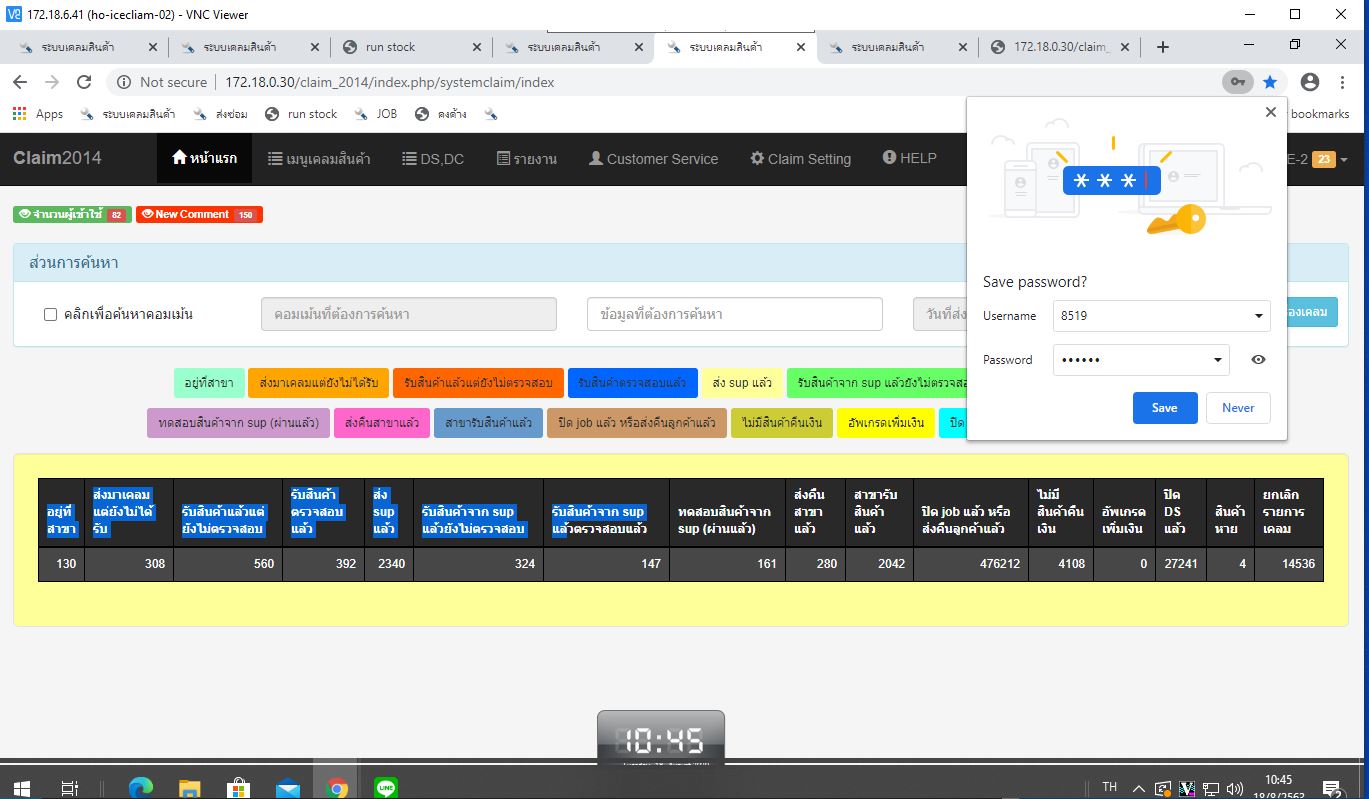 172.18.6.41 (ho-icecliam-02) - VNC Viewer
ระบบเคลมสินค้า
ระบบเคลมสินค้า
run stock
ระบบเคลมสินค้า
ระบบเคลมสินค้า
ระบบเคลมสินค้า
172.18.0.30/claim_
Not secure
172.18.0.30/claim_2014/index.php/systemclaim/index
Apps
ระบบเคลมสินค้า
ส่งซ่อม
run stock
JOB
คงค้าง
bookmarks
Claim2014
หน้าแรก
เมนูเคลมสินค้า
DS,DC
รายงาน
Customer Service
Claim Setting
HELP
E-2 23
จำนวนผู้เข้าใช้ 82
New Comment 150
ส่วนการค้นหา
คลิกเพื่อค้นหาคอมเม้น
คอมเม้นที่ต้องการค้นหา
ข้อมูลที่ต้องการค้นหา
วันที่ส่ง
องเคลม
Save password?
Username 8519
Password ••••••
Save
Never
อยู่ที่สาขา
ส่งมาเคลมแต่ยังไม่ได้รับ
รับสินค้าแล้วแต่ยังไม่ตรวจสอบ
รับสินค้าตรวจสอบแล้ว
ส่ง sup แล้ว
รับสินค้าจาก sup แล้วยังไม่ตรวจสอ
ทดสอบสินค้าจาก sup (ผ่านแล้ว)
ส่งคืนสาขาแล้ว
สาขารับสินค้าแล้ว
ปิด job แล้ว หรือส่งคืนลูกค้าแล้ว
ไม่มีสินค้าคืนเงิน
อัพเกรดเพิ่มเงิน
ปิด
อยู่ที่
สาขา
ส่งมาเคลม
แต่ยังไม่ได้
รับ
รับสินค้าแล้วแต่
ยังไม่ตรวจสอบ
รับสินค้า
ตรวจสอบ
แล้ว
ส่ง
sup
แล้ว
รับสินค้าจาก sup
แล้วยังไม่ตรวจสอบ
รับสินค้าจาก sup
แล้วตรวจสอบแล้ว
ทดสอบสินค้าจาก
sup (ผ่านแล้ว)
ส่งคืน
สาขา
แล้ว
สาขารับ
สินค้า
แล้ว
ปิด job แล้ว หรือ
ส่งคืนลูกค้าแล้ว
ไม่มี
สินค้าคืน
เงิน
อัพเกรด
เพิ่มเงิน
ปิด
DS
แล้ว
สินค้า
หาย
ยกเลิก
รายการ
เคลม
130 308 560 392 2340 324 147 161 280 2042 476212 4108 0 27241 4 14536
10:45
TH
10:45
18/8/2563
2